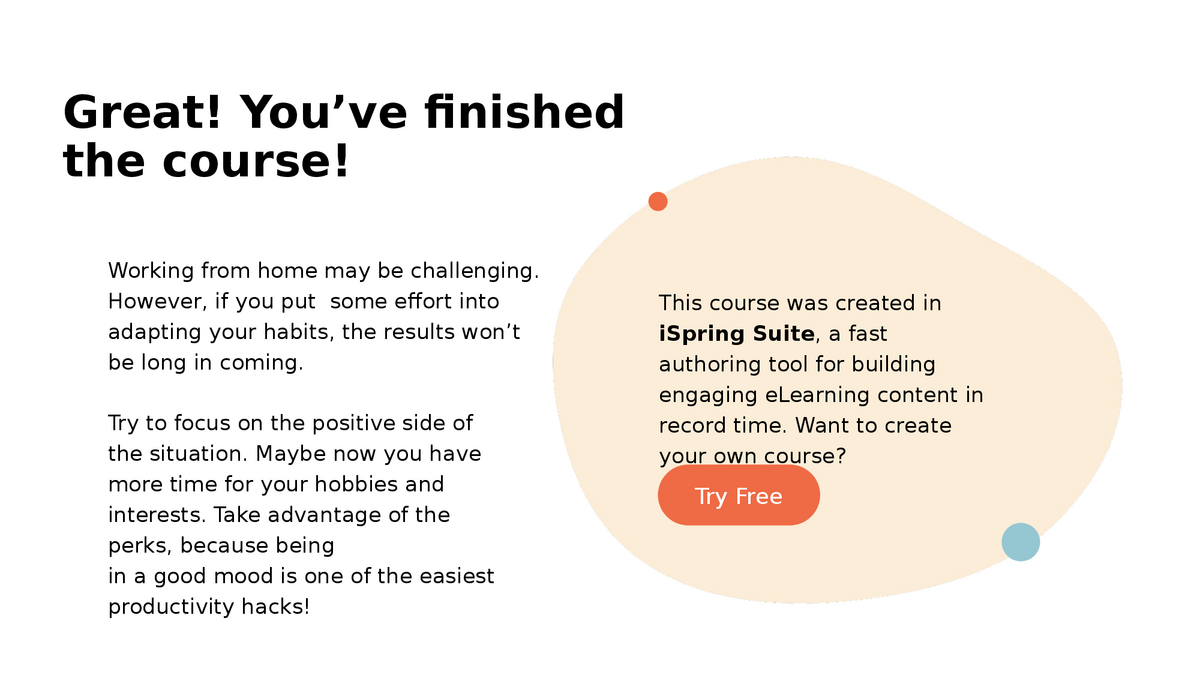 Great! You’ve finished
the course!
Working from home may be challenging.
However, if you put  some effort into
adapting your habits, the results won’t
be long in coming.
Try to focus on the positive side of
the situation. Maybe now you have
more time for your hobbies and
interests. Take advantage of the
perks, because being
in a good mood is one of the easiest
productivity hacks!
This course was created in
iSpring Suite, a fast
authoring tool for building
engaging eLearning content in
record time. Want to create
your own course?
Try Free